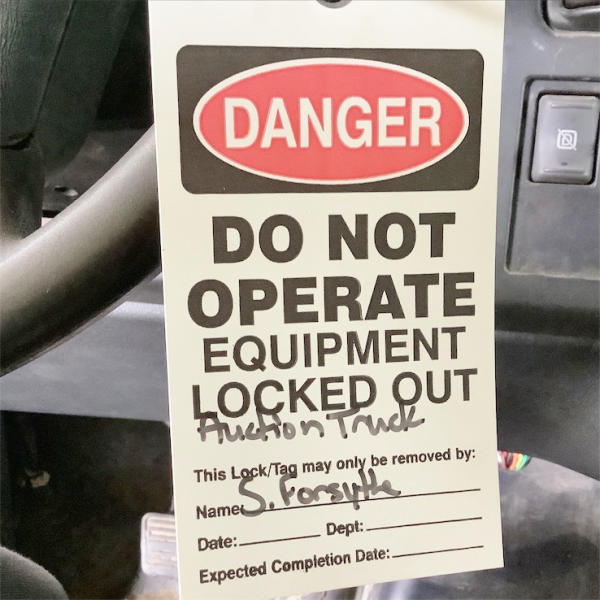 DANGER
DO NOT
OPERATE
EQUIPMENT
LOCKED OUT
Auction Truck
This Lock/Tag may only be removed by:
Name S. Forsythe
Date: Dept:
Expected Completion Date: